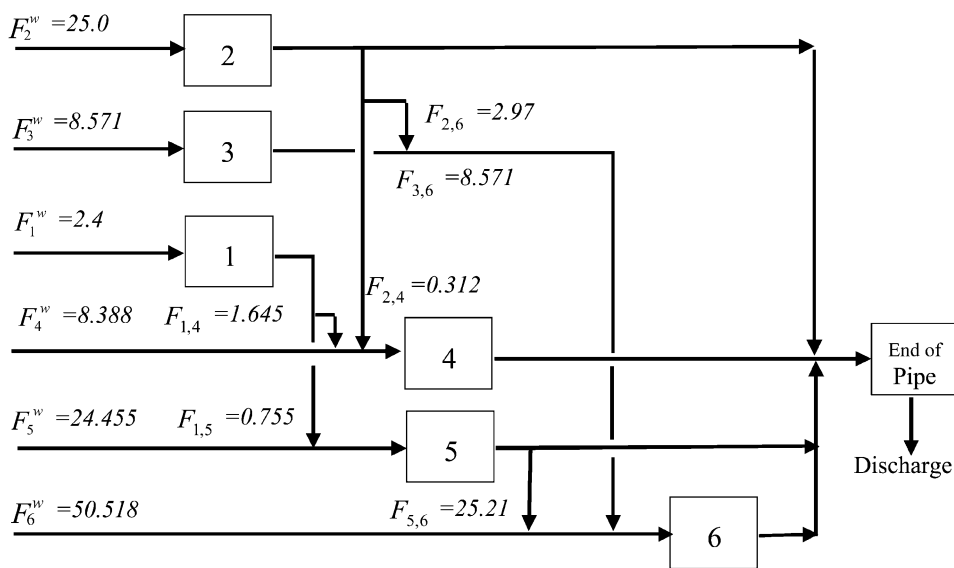 F₂ʷ =25.0
2
F₂,₆ =2.97
F₃ʷ =8.571
3
F₃,₆ =8.571
F₁ʷ =2.4
1
F₂,₄ =0.312
F₄ʷ =8.388
F₁,₄ =1.645
4
End of
Pipe
F₅ʷ =24.455
F₁,₅ =0.755
5
Discharge
F₆ʷ =50.518
F₅,₆ =25.21
6